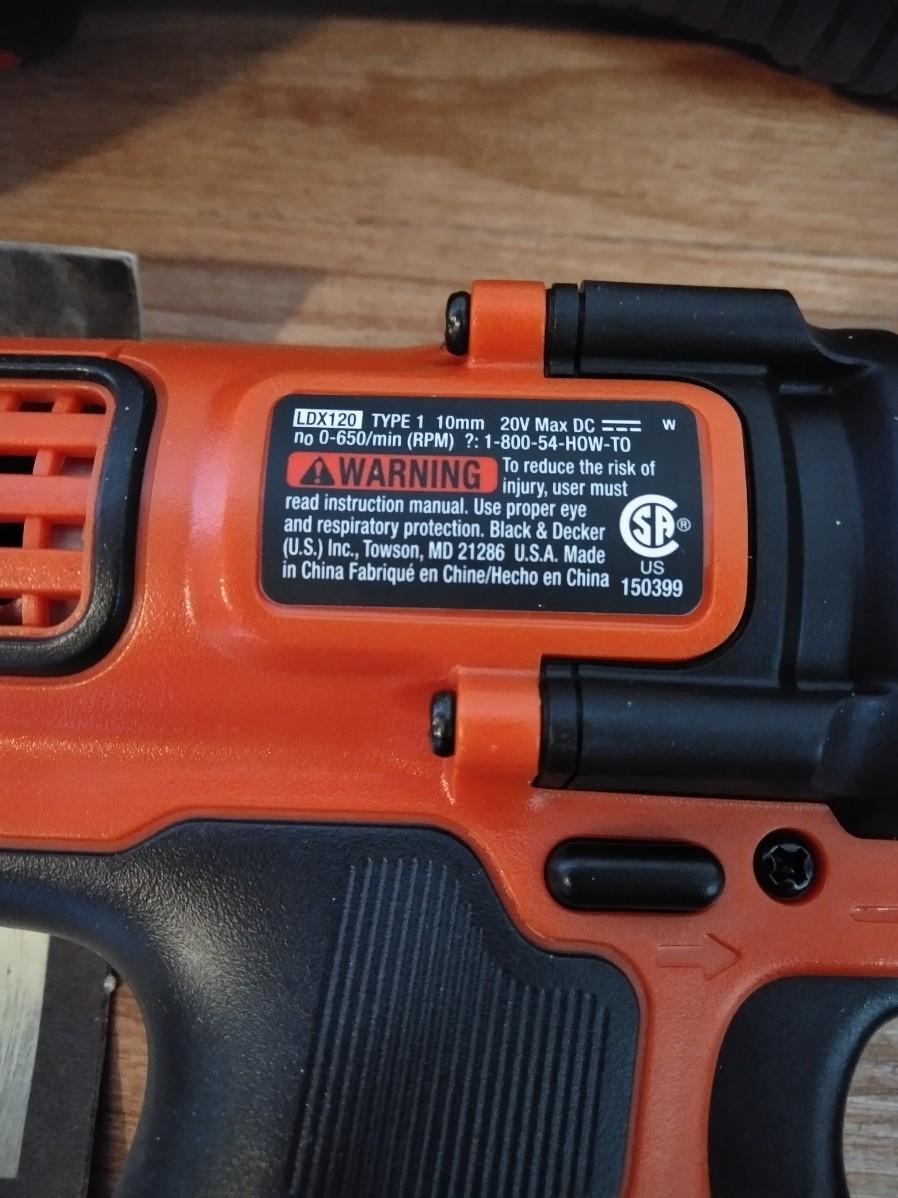 LDX120 TYPE 1 10mm 20V Max DC W
no 0-650/min (RPM) ?: 1-800-54-HOW-TO
WARNING To reduce the risk of
injury, user must
read instruction manual. Use proper eye
and respiratory protection. Black & Decker
(U.S.) Inc., Towson, MD 21286 U.S.A. Made
in China Fabriqué en Chine/Hecho en China
SA ®
US
150399